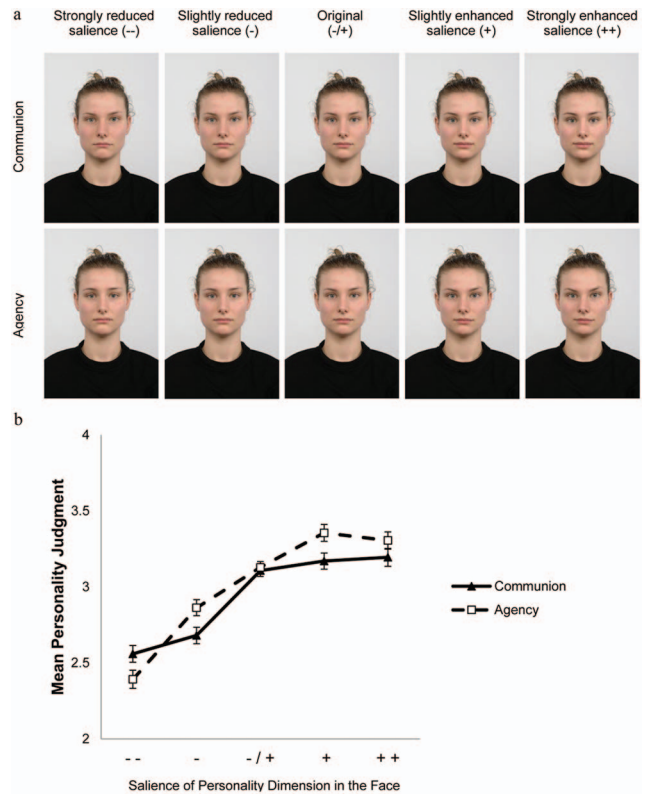 a
Strongly reduced salience (--)
Slightly reduced salience (-)
Original (-/+)
Slightly enhanced salience (+)
Strongly enhanced salience (++)
Communion
Agency
b
Mean Personality Judgment
4
3.5
3
2.5
2
- -
-
- / +
+
+ +
Communion
Agency
Salience of Personality Dimension in the Face